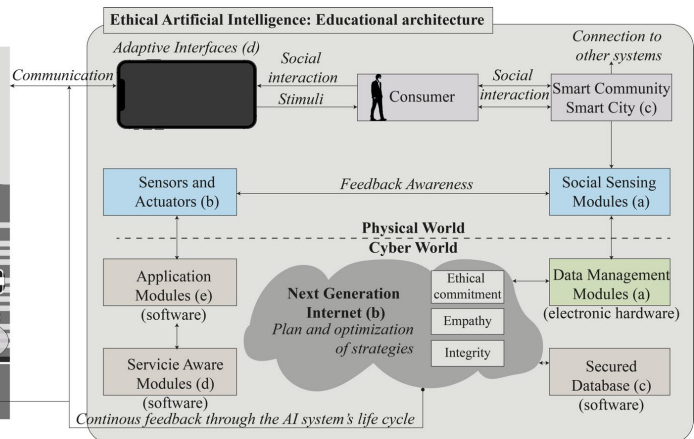 Ethical Artificial Intelligence: Educational architecture
Adaptive Interfaces (d)
Communication
Social
interaction
Stimuli
Consumer
Social
interaction
Connection to
other systems
Smart Community
Smart City (c)
Sensors and
Actuators (b)
Feedback Awareness
Social Sensing
Modules (a)
Physical World
Cyber World
Application
Modules (e)
(software)
Next Generation
Internet (b)
Plan and optimization
of strategies
Ethical
commitment
Empathy
Integrity
Data Management
Modules (a)
(electronic hardware)
Servicie Aware
Modules (d)
(software)
Secured
Database (c)
(software)
Continous feedback through the AI system's life cycle